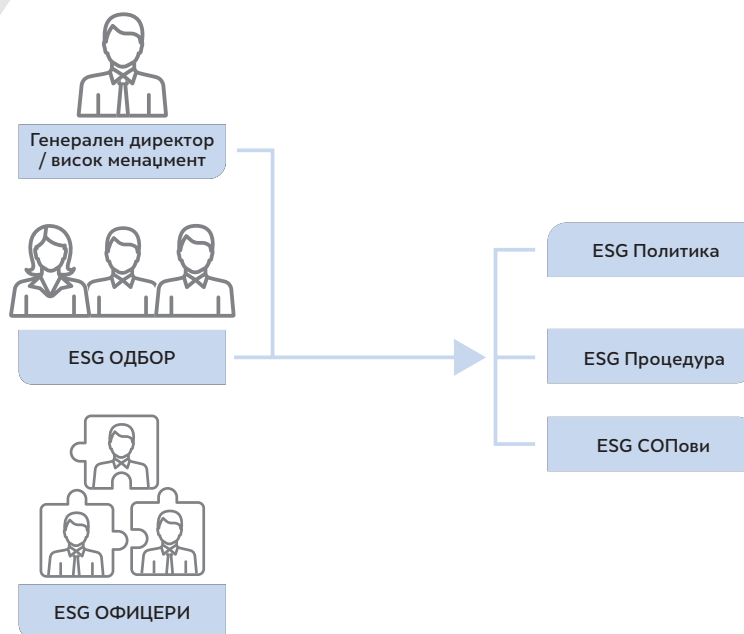 Генерален директор
/ висок менаџмент
ESG ОДБОР
ESG ОФИЦЕРИ
ESG Политика
ESG Процедура
ESG СОПови